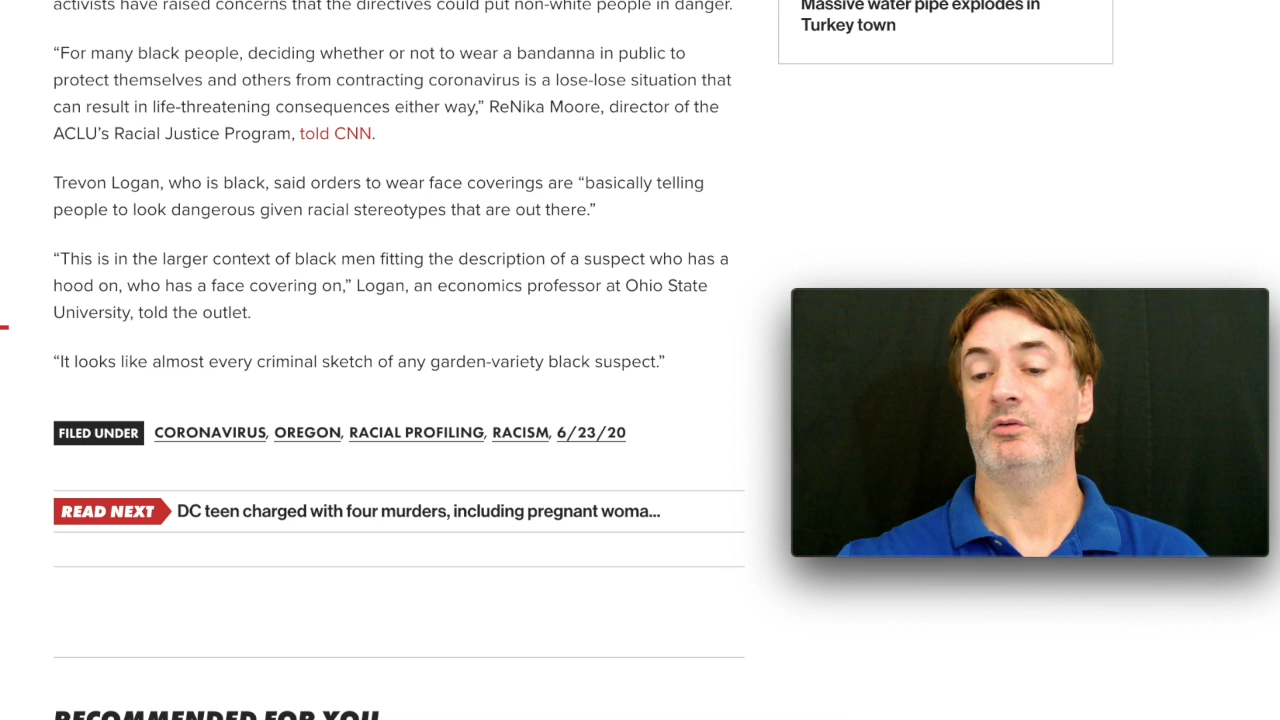 activists have raised concerns that the directives could put non-white people in danger.
“For many black people, deciding whether or not to wear a bandanna in public to
protect themselves and others from contracting coronavirus is a lose-lose situation that
can result in life-threatening consequences either way,” ReNika Moore, director of the
ACLU’s Racial Justice Program, told CNN.
Trevon Logan, who is black, said orders to wear face coverings are “basically telling
people to look dangerous given racial stereotypes that are out there.”
“This is in the larger context of black men fitting the description of a suspect who has a
hood on, who has a face covering on,” Logan, an economics professor at Ohio State
University, told the outlet.
“It looks like almost every criminal sketch of any garden-variety black suspect.”
FILED UNDER CORONAVIRUS, OREGON, RACIAL PROFILING, RACISM, 6/23/20
READ NEXT DC teen charged with four murders, including pregnant woma...
RECOMMENDED FOR YOU
Massive water pipe explodes in
Turkey town